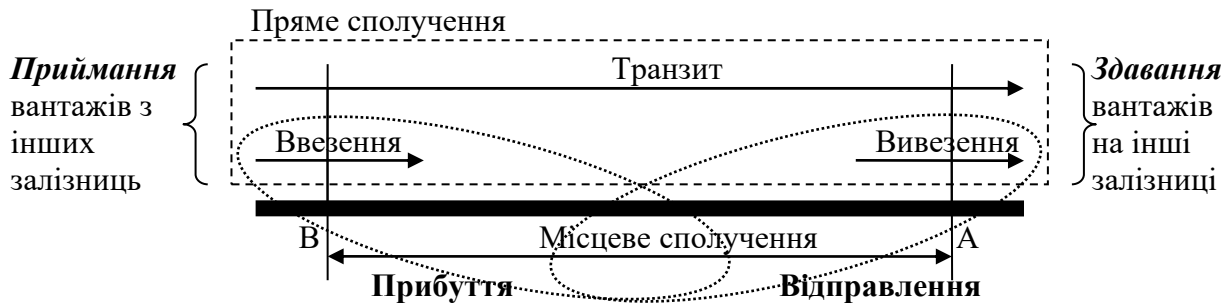 Пряме сполучення
Приймання
вантажів з
інших
залізниць
Транзит
Здавання
вантажів
на інші
залізниці
Ввезення
Вивезення
В
Місцеве сполучення
А
Прибуття
Відправлення